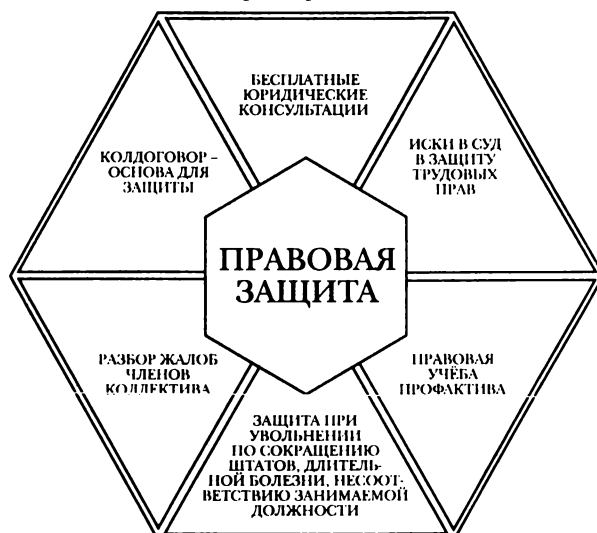 БЕСПЛАТНЫЕ
ЮРИДИЧЕСКИЕ
КОНСУЛЬТАЦИИ
КОЛДОГОВОР –
ОСНОВА ДЛЯ
ЗАЩИТЫ
ИСКИ В СУД
В ЗАЩИТУ
ТРУДОВЫХ
ПРАВ
ПРАВОВАЯ
ЗАЩИТА
РАЗБОР ЖАЛОБ
ЧЛЕНОВ
КОЛЛЕКТИВА
ПРАВОВАЯ
УЧЁБА
ПРОФАКТИВА
ЗАЩИТА ПРИ
УВОЛЬНЕНИИ
ПО СОКРАЩЕНИЮ
ШТАТОВ, ДЛИТЕЛЬ-
НОЙ БОЛЕЗНИ, НЕСООТ-
ВЕТСТВИЮ ЗАНИМАЕМОЙ
ДОЛЖНОСТИ